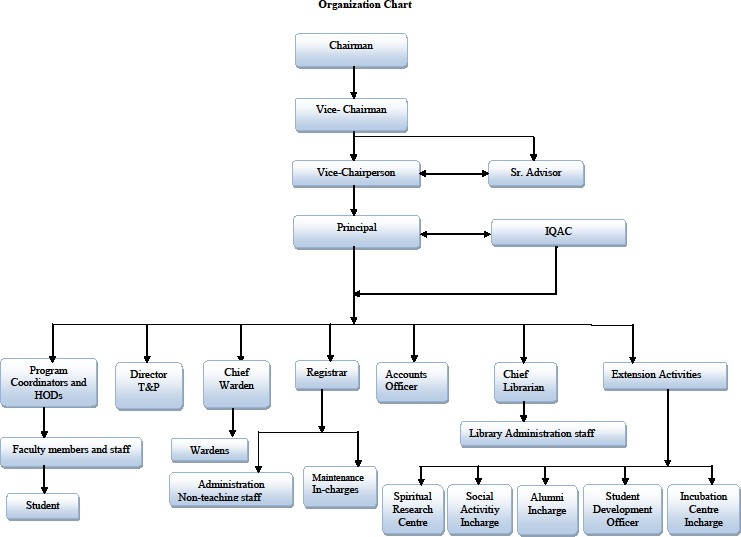 Organization Chart
Chairman
Vice- Chairman
Vice-Chairperson
Sr. Advisor
Principal
IQAC
Program
Coordinators and
HODs
Director
T&P
Chief
Warden
Registrar
Accounts
Officer
Chief
Librarian
Extension Activities
Faculty members and staff
Wardens
Library Administration staff
Administration
Non-teaching staff
Maintenance
In-charges
Student
Spiritual
Research
Centre
Social
Activitiy
Incharge
Alumni
Incharge
Student
Development
Officer
Incubation
Centre
Incharge